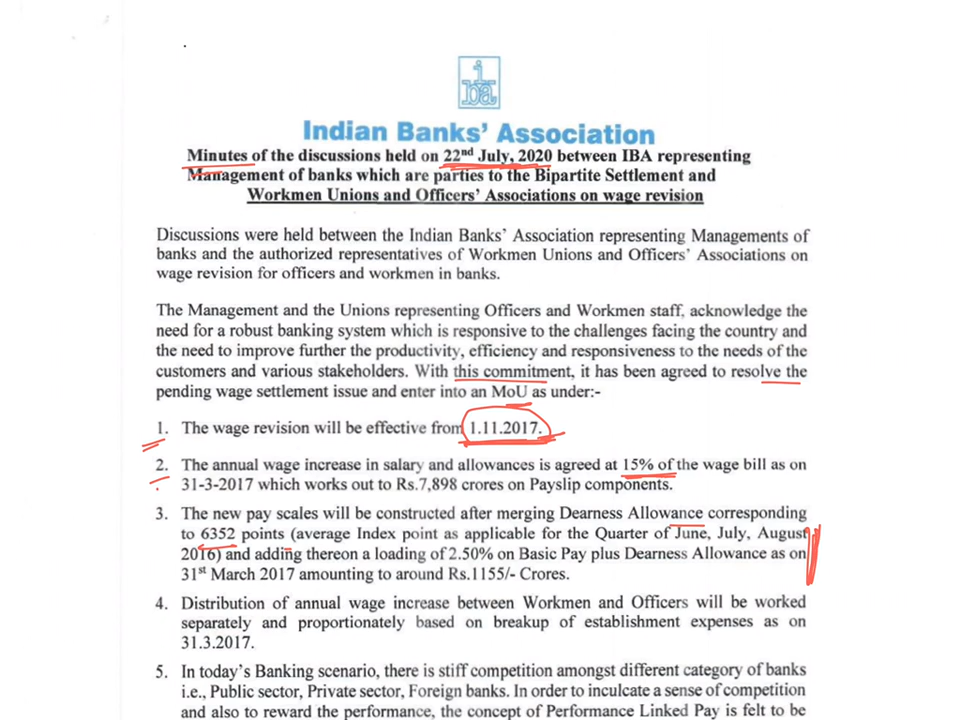 iba
Indian Banks' Association
Minutes of the discussions held on 22nd July, 2020 between IBA representing
Management of banks which are parties to the Bipartite Settlement and
Workmen Unions and Officers' Associations on wage revision
Discussions were held between the Indian Banks' Association representing Managements of
banks and the authorized representatives of Workmen Unions and Officers' Associations on
wage revision for officers and workmen in banks.
The Management and the Unions representing Officers and Workmen staff, acknowledge the
need for a robust banking system which is responsive to the challenges facing the country and
the need to improve further the productivity, efficiency and responsiveness to the needs of the
customers and various stakeholders. With this commitment, it has been agreed to resolve the
pending wage settlement issue and enter into an MoU as under:-
1. The wage revision will be effective from 1.11.2017.
2. The annual wage increase in salary and allowances is agreed at 15% of the wage bill as on
31-3-2017 which works out to Rs.7,898 crores on Payslip components.
3. The new pay scales will be constructed after merging Dearness Allowance corresponding
to 6352 points (average Index point as applicable for the Quarter of June, July, August
2016) and adding thereon a loading of 2.50% on Basic Pay plus Dearness Allowance as on
31st March 2017 amounting to around Rs.1155/- Crores.
4. Distribution of annual wage increase between Workmen and Officers will be worked
separately and proportionately based on breakup of establishment expenses as on
31.3.2017.
5. In today's Banking scenario, there is stiff competition amongst different category of banks
i.e., Public sector, Private sector, Foreign banks. In order to inculcate a sense of competition
and also to reward the performance, the concept of Performance Linked Pay is felt to be